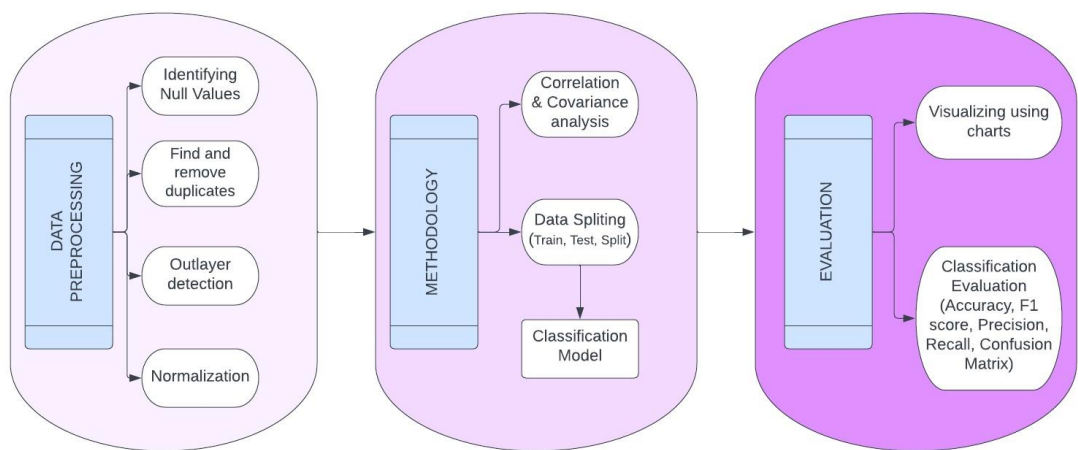 DATA
PREPROCESSING
Identifying
Null Values
Find and
remove
duplicates
Outlayer
detection
Normalization
METHODOLOGY
Correlation
& Covariance
analysis
Data Spliting
(Train, Test, Split)
Classification
Model
EVALUATION
Visualizing using
charts
Classification
Evaluation
(Accuracy, F1
score, Precision,
Recall, Confusion
Matrix)